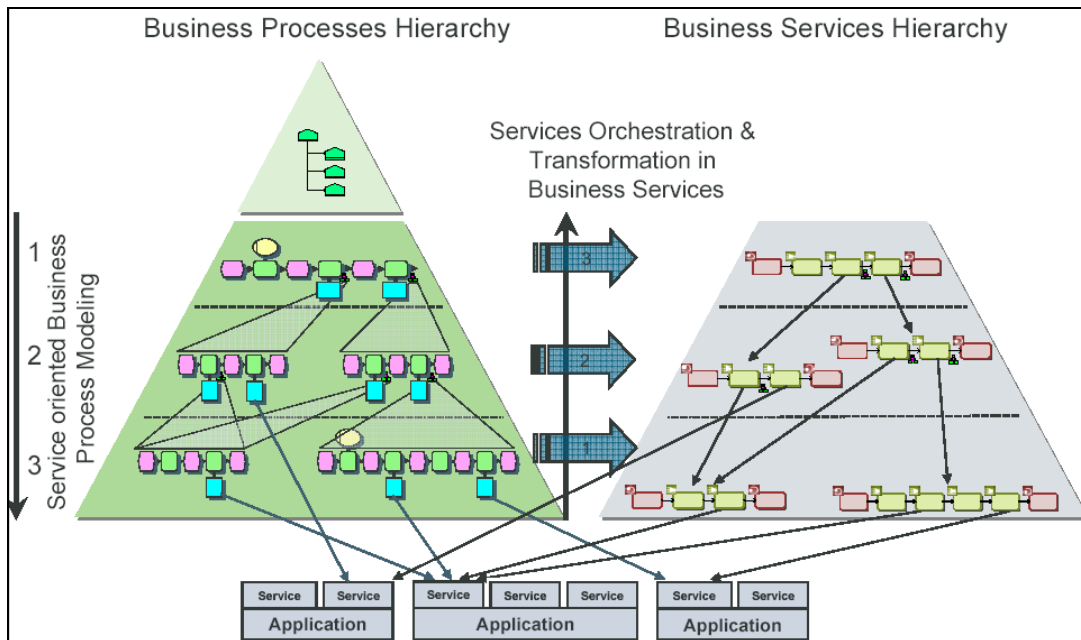 Business Processes Hierarchy
Business Services Hierarchy
Services Orchestration &
Transformation in
Business Services
Service oriented Business
Process Modeling
1
2
3
3
2
1
Service
Service
Application
Service
Service
Service
Application
Service
Service
Application